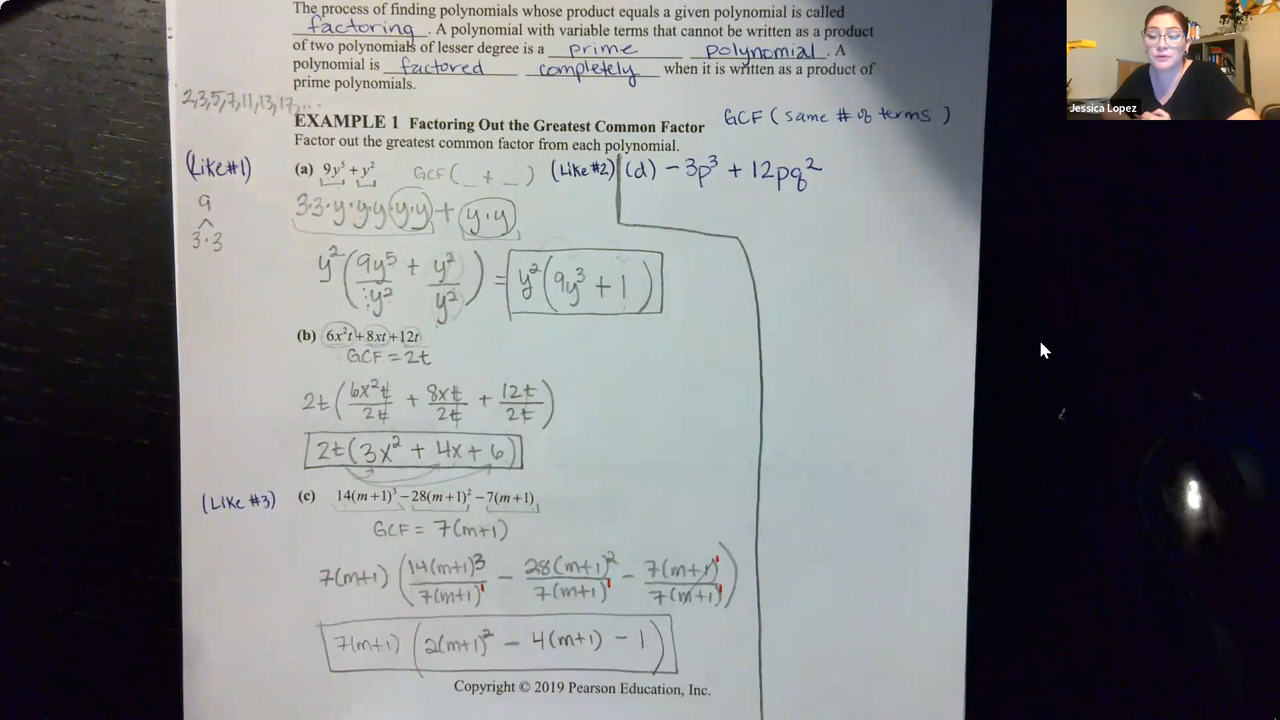 The process of finding polynomials whose product equals a given polynomial is called
factoring. A polynomial with variable terms that cannot be written as a product
of two polynomials of lesser degree is a prime polynomial. A
polynomial is factored completely when it is written as a product of
prime polynomials.
2,3,5,7,11,13,17,...
EXAMPLE 1 Factoring Out the Greatest Common Factor
GCF ( same # of terms )
Factor out the greatest common factor from each polynomial.
(Like #1)
(a) 9y⁵ + y²
GCF ( _ + _ )
(Like #2)
(d) − 3p³ + 12pq²
9
3·3
3·3·y·y·y·y·y + y·y
y² ( 9y⁵/y² + y²/y² ) = y² ( 9y³ + 1 )
(b) 6x²t + 8xt + 12t
GCF = 2t
2t ( 6x²t/2t + 8xt/2t + 12t/2t )
2t ( 3x² + 4x + 6 )
(Like #3)
(c) 14(m+1)³ − 28(m+1)² − 7(m+1)
GCF = 7(m+1)
7(m+1) ( 14(m+1)³/7(m+1)¹ − 28(m+1)²/7(m+1)¹ − 7(m+1)¹/7(m+1)¹ )
7(m+1) ( 2(m+1)² − 4(m+1) − 1 )
Copyright © 2019 Pearson Education, Inc.
Jessica Lopez